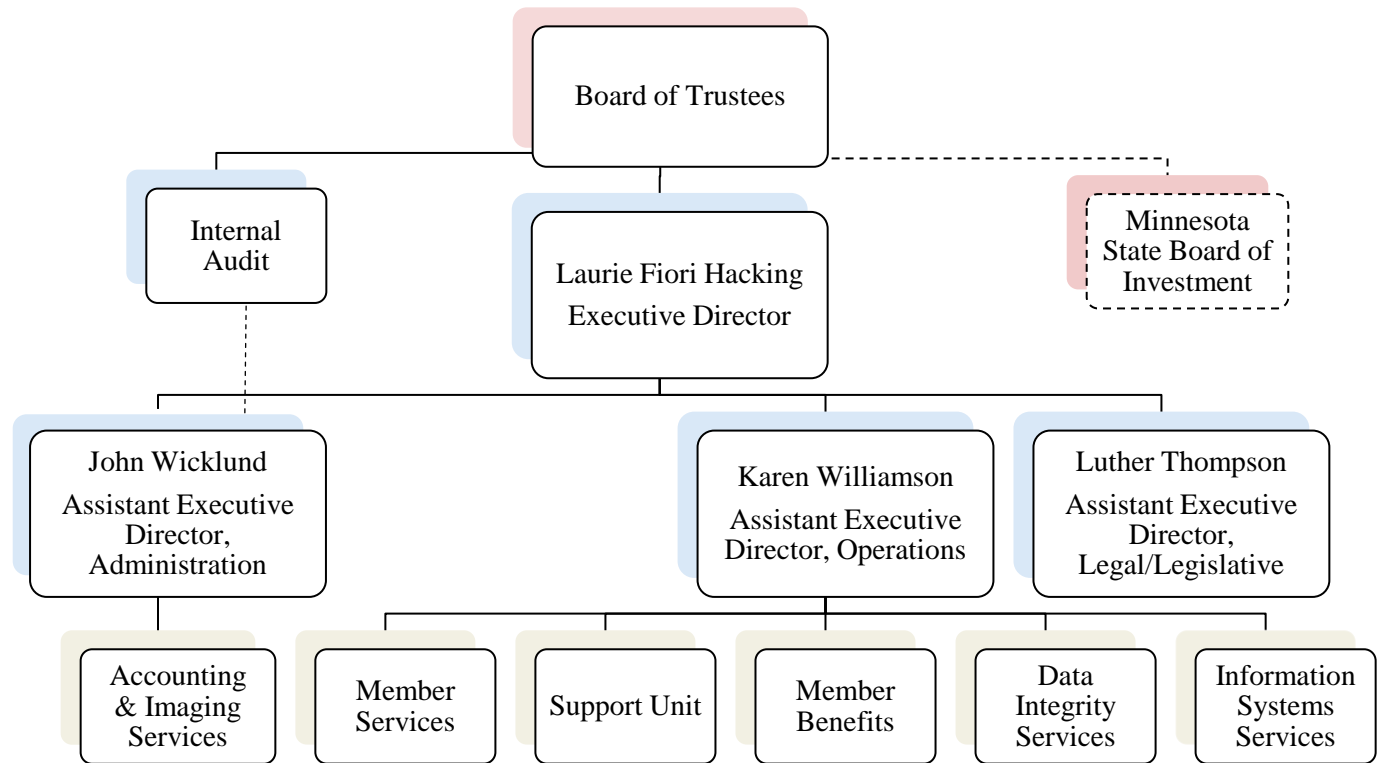 Board of Trustees
Internal
Audit
Laurie Fiori Hacking
Executive Director
Minnesota
State Board of
Investment
John Wicklund
Assistant Executive
Director,
Administration
Karen Williamson
Assistant Executive
Director, Operations
Luther Thompson
Assistant Executive
Director,
Legal/Legislative
Accounting
& Imaging
Services
Member
Services
Support Unit
Member
Benefits
Data
Integrity
Services
Information
Systems
Services